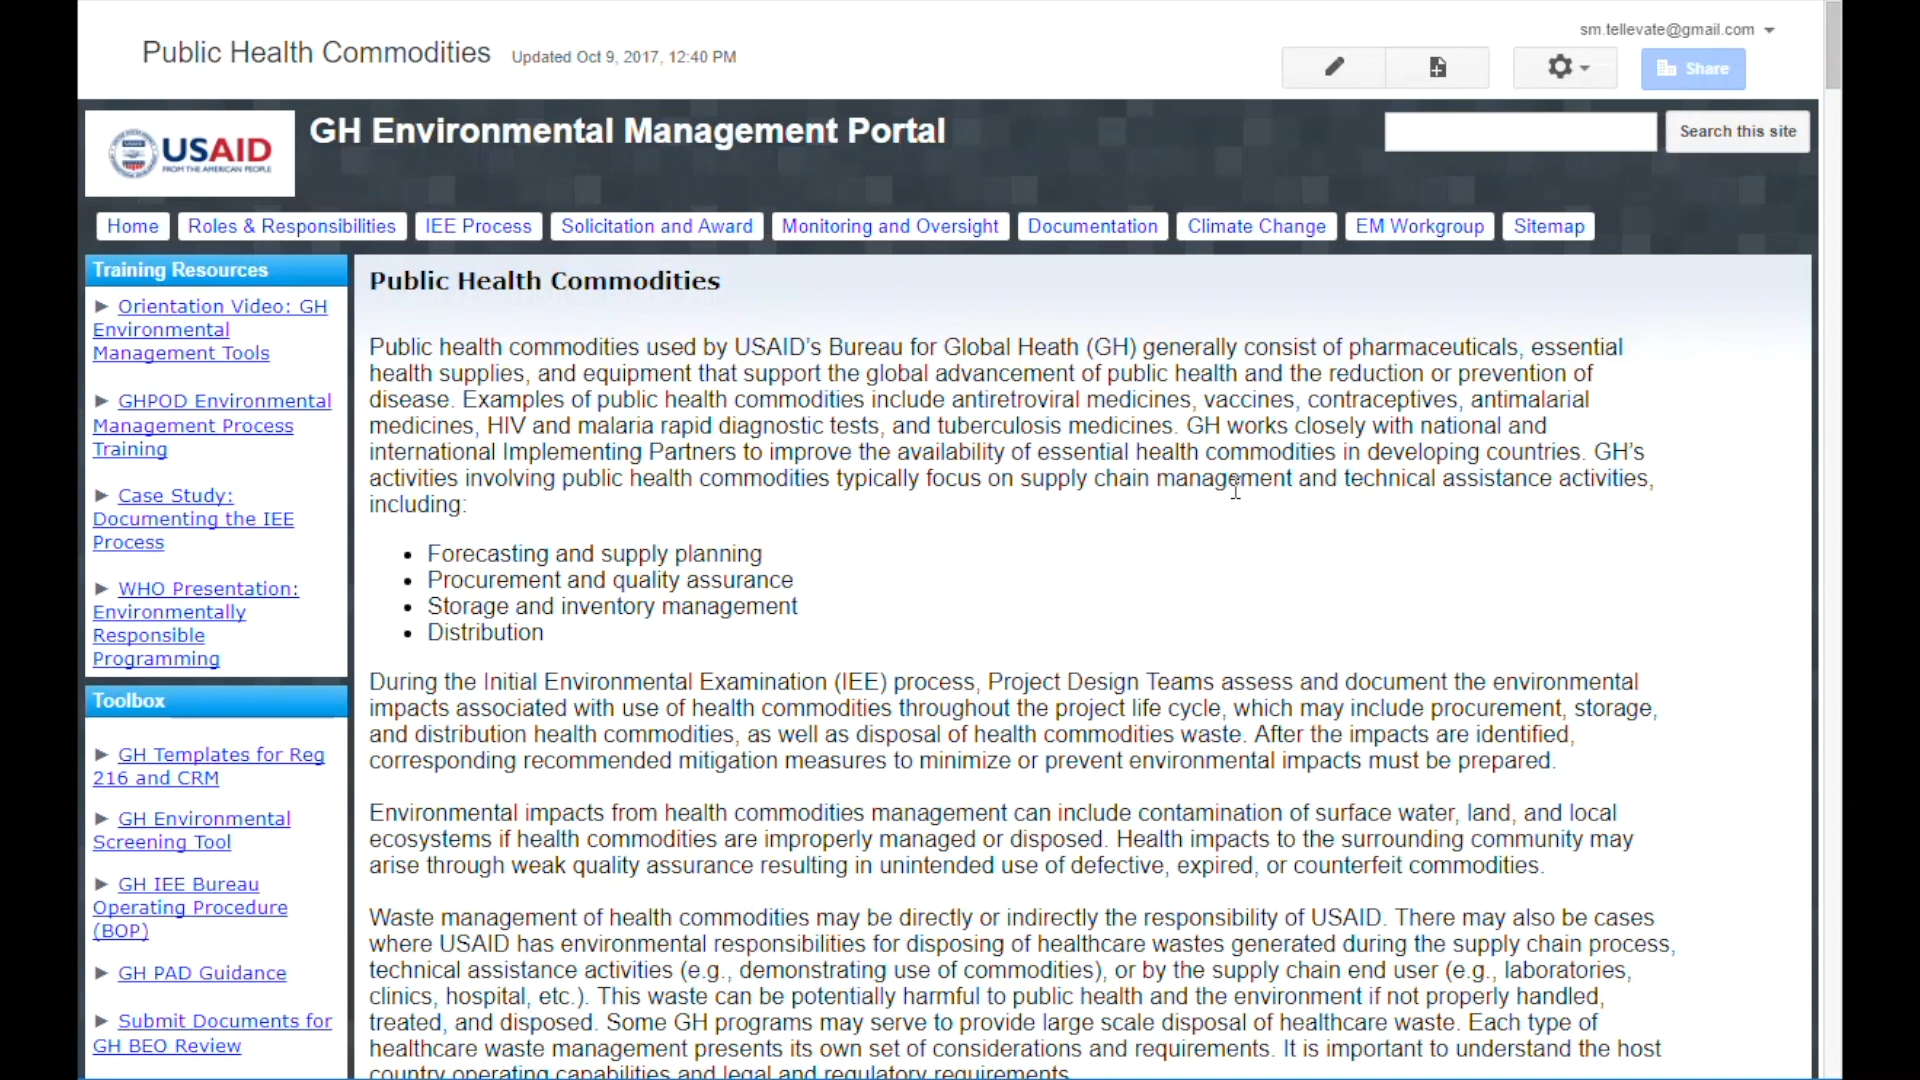 sm.tellevate@gmail.com
Public Health Commodities Updated Oct 9, 2017, 12:40 PM
Share
USAID
FROM THE AMERICAN PEOPLE
GH Environmental Management Portal
Search this site
Home Roles & Responsibilities IEE Process Solicitation and Award Monitoring and Oversight Documentation Climate Change EM Workgroup Sitemap
Training Resources
Orientation Video: GH
Environmental
Management Tools
GHPOD Environmental
Management Process
Training
Case Study:
Documenting the IEE
Process
WHO Presentation:
Environmentally
Responsible
Programming
Toolbox
GH Templates for Reg
216 and CRM
GH Environmental
Screening Tool
GH IEE Bureau
Operating Procedure
(BOP)
GH PAD Guidance
Submit Documents for
GH BEO Review
Public Health Commodities
Public health commodities used by USAID's Bureau for Global Heath (GH) generally consist of pharmaceuticals, essential
health supplies, and equipment that support the global advancement of public health and the reduction or prevention of
disease. Examples of public health commodities include antiretroviral medicines, vaccines, contraceptives, antimalarial
medicines, HIV and malaria rapid diagnostic tests, and tuberculosis medicines. GH works closely with national and
international Implementing Partners to improve the availability of essential health commodities in developing countries. GH's
activities involving public health commodities typically focus on supply chain management and technical assistance activities,
including:
• Forecasting and supply planning
• Procurement and quality assurance
• Storage and inventory management
• Distribution
During the Initial Environmental Examination (IEE) process, Project Design Teams assess and document the environmental
impacts associated with use of health commodities throughout the project life cycle, which may include procurement, storage,
and distribution health commodities, as well as disposal of health commodities waste. After the impacts are identified,
corresponding recommended mitigation measures to minimize or prevent environmental impacts must be prepared.
Environmental impacts from health commodities management can include contamination of surface water, land, and local
ecosystems if health commodities are improperly managed or disposed. Health impacts to the surrounding community may
arise through weak quality assurance resulting in unintended use of defective, expired, or counterfeit commodities.
Waste management of health commodities may be directly or indirectly the responsibility of USAID. There may also be cases
where USAID has environmental responsibilities for disposing of healthcare wastes generated during the supply chain process,
technical assistance activities (e.g., demonstrating use of commodities), or by the supply chain end user (e.g., laboratories,
clinics, hospital, etc.). This waste can be potentially harmful to public health and the environment if not properly handled,
treated, and disposed. Some GH programs may serve to provide large scale disposal of healthcare waste. Each type of
healthcare waste management presents its own set of considerations and requirements. It is important to understand the host
country operating capabilities and legal and regulatory requirements.